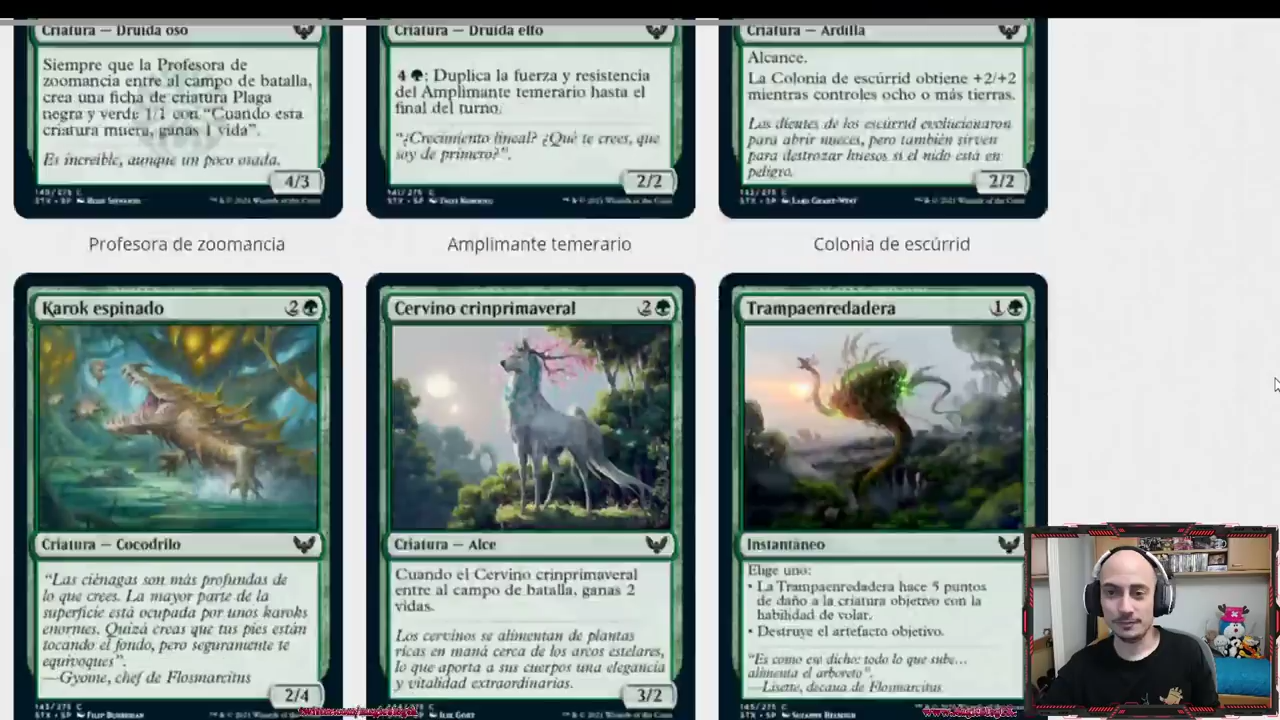 Criatura — Druida oso
Siempre que la Profesora de
zoomancia entre al campo de batalla,
crea una ficha de criatura Plaga
negra y verde 1/1 con "Cuando esta
criatura muera, ganas 1 vida".
Es increíble, aunque un poco osada.
4/3
Criatura — Druida elfo
4 : Duplica la fuerza y resistencia
del Amplimante temerario hasta el
final del turno.
"¿Crecimiento lineal? ¿Qué te crees, que
soy de primero?".
2/2
Criatura — Ardilla
Alcance.
La Colonia de escúrrid obtiene +2/+2
mientras controles ocho o más tierras.
Los dientes de los escúrrid evolucionaron
para abrir nueces, pero también sirven
para destrozar huesos si el nido está en
peligro.
2/2
Profesora de zoomancia
Amplimante temerario
Colonia de escúrrid
Karok espinado 2
Criatura — Cocodrilo
"Las ciénagas son más profundas de
lo que crees. La mayor parte de la
superficie está ocupada por unos karoks
enormes. Quizá creas que tus pies están
tocando el fondo, pero seguramente te
equivoques".
—Gyome, chef de Flosmarcitus
2/4
Cervino crinprimaveral 2
Criatura — Alce
Cuando el Cervino crinprimaveral
entre al campo de batalla, ganas 2
vidas.
Los cervinos se alimentan de plantas
ricas en maná cerca de los arcos estelares,
lo que aporta a sus cuerpos una elegancia
y vitalidad extraordinarias.
3/2
Trampaenredadera 1
Instantáneo
Elige uno:
• La Trampaenredadera hace 5 puntos
de daño a la criatura objetivo con la
habilidad de volar.
• Destruye el artefacto objetivo.
"Es como digo: todo lo que sube...
alimenta el arboreto".
—Lisette, decana de Flosmarcitus